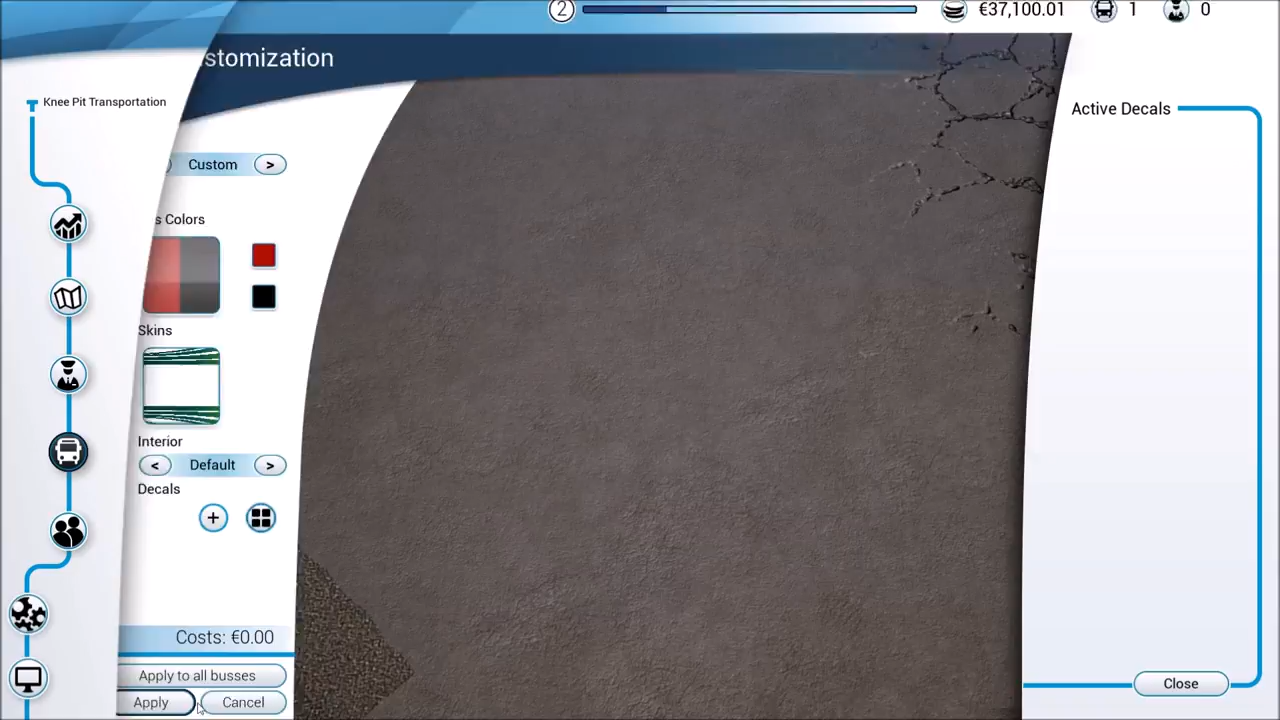 2 €37,100.01 1 0
stomization
Knee Pit Transportation
Active Decals
Custom >
s Colors
Skins
Interior
< Default >
Decals
+
Costs: €0.00
Apply to all busses
Apply Cancel
Close